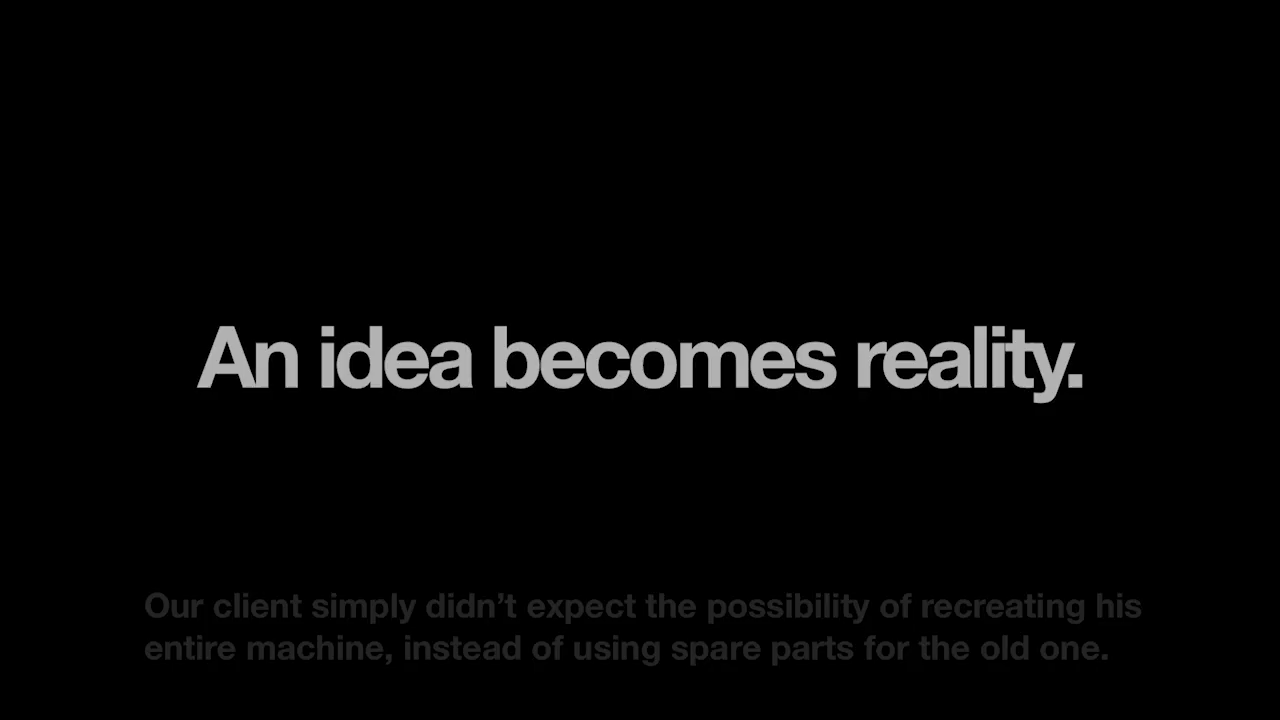 An idea becomes reality.
Our client simply didn’t expect the possibility of recreating his
entire machine, instead of using spare parts for the old one.